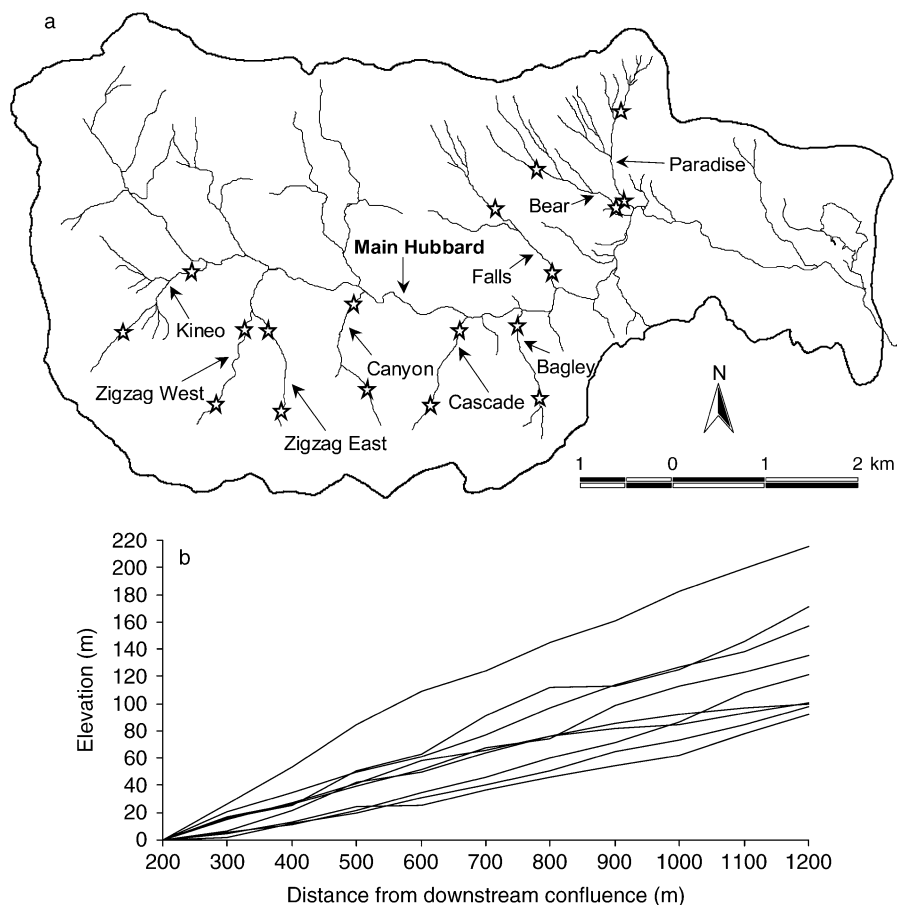 a
Paradise
Bear
Main Hubbard
Falls
Kineo
Canyon
Bagley
Zigzag West
Cascade
Zigzag East
N
1 0 1 2 km
b
220
200
180
160
140
120
100
80
60
40
20
0
Elevation (m)
200 300 400 500 600 700 800 900 1000 1100 1200
Distance from downstream confluence (m)